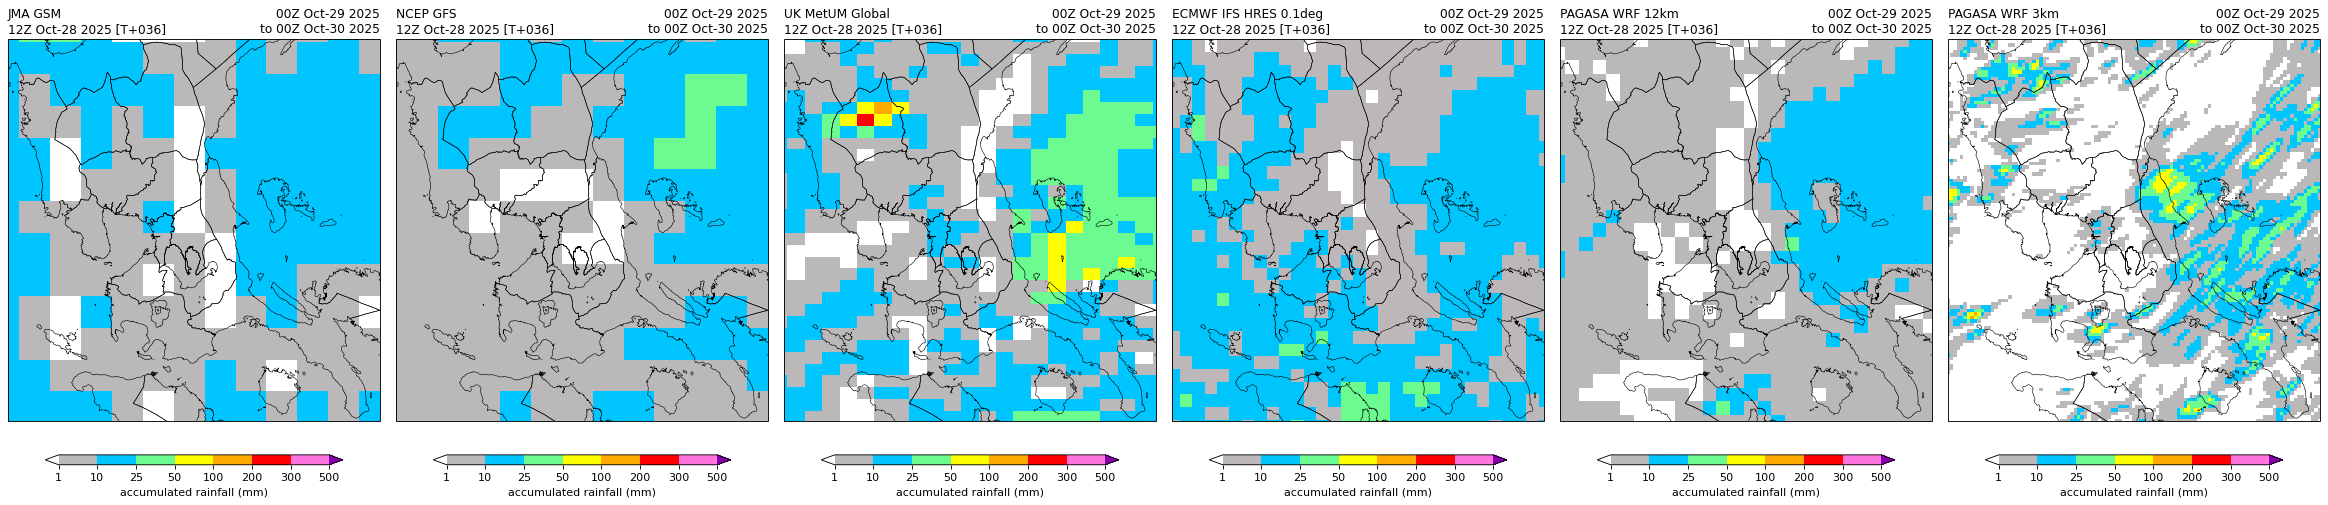 JMA GSM 00Z Oct-29 2025
12Z Oct-28 2025 [T+036] to 00Z Oct-30 2025
NCEP GFS 00Z Oct-29 2025
12Z Oct-28 2025 [T+036] to 00Z Oct-30 2025
UK MetUM Global 00Z Oct-29 2025
12Z Oct-28 2025 [T+036] to 00Z Oct-30 2025
ECMWF IFS HRES 0.1deg 00Z Oct-29 2025
12Z Oct-28 2025 [T+036] to 00Z Oct-30 2025
PAGASA WRF 12km 00Z Oct-29 2025
12Z Oct-28 2025 [T+036] to 00Z Oct-30 2025
PAGASA WRF 3km 00Z Oct-29 2025
12Z Oct-28 2025 [T+036] to 00Z Oct-30 2025
1 10 25 50 100 200 300 500
accumulated rainfall (mm)
1 10 25 50 100 200 300 500
accumulated rainfall (mm)
1 10 25 50 100 200 300 500
accumulated rainfall (mm)
1 10 25 50 100 200 300 500
accumulated rainfall (mm)
1 10 25 50 100 200 300 500
accumulated rainfall (mm)
1 10 25 50 100 200 300 500
accumulated rainfall (mm)